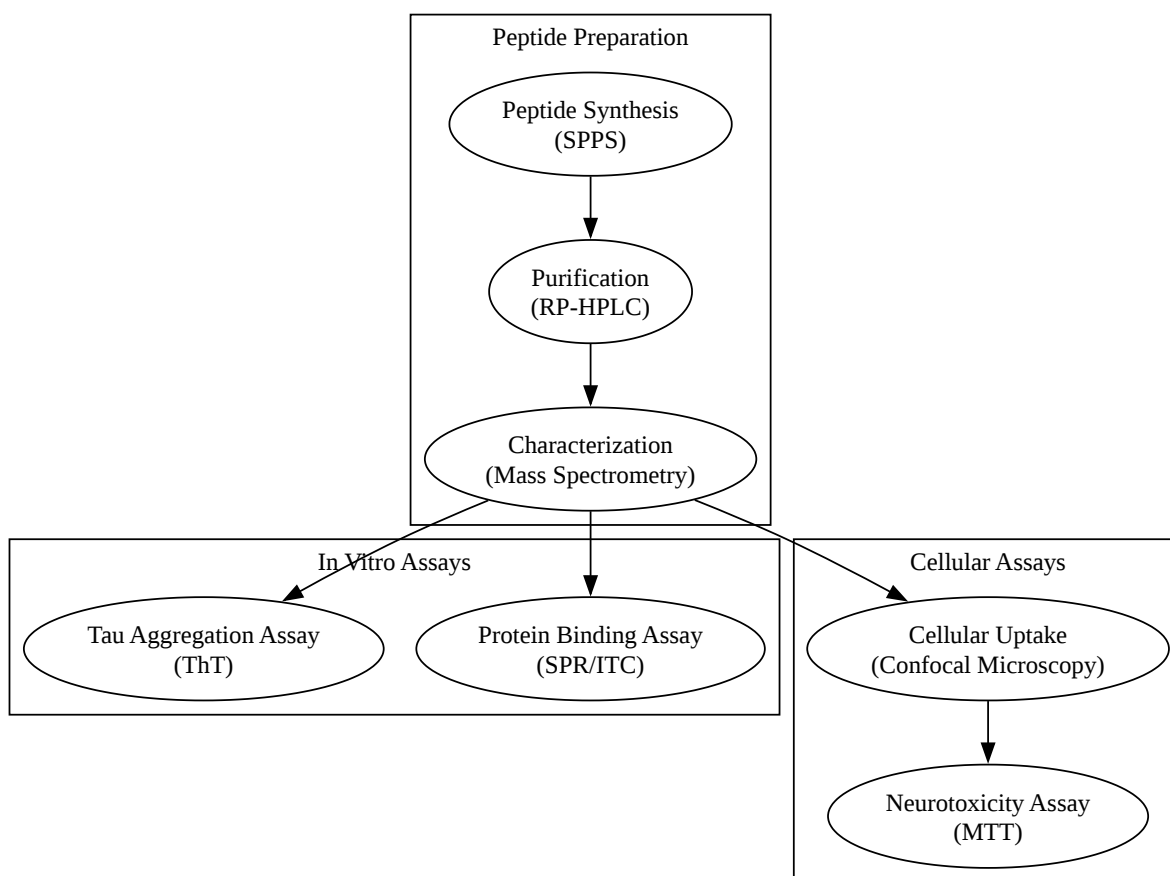 Peptide Preparation
Peptide Synthesis
(SPPS)
Purification
(RP-HPLC)
Characterization
(Mass Spectrometry)
In Vitro Assays
Tau Aggregation Assay
(ThT)
Protein Binding Assay
(SPR/ITC)
Cellular Assays
Cellular Uptake
(Confocal Microscopy)
Neurotoxicity Assay
(MTT)